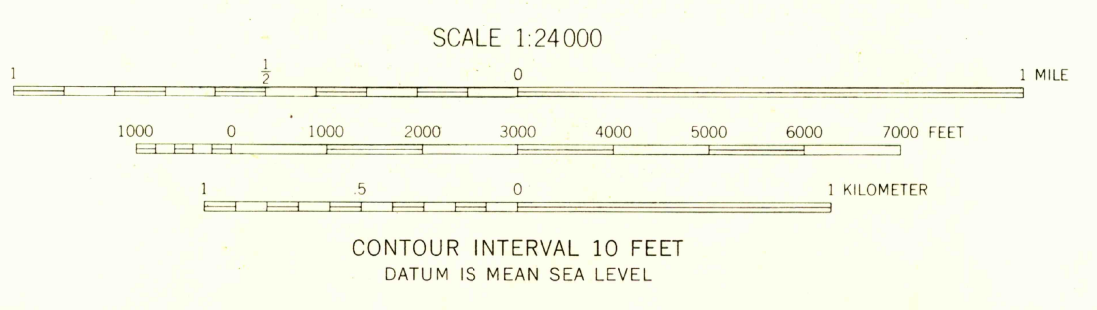 SCALE 1:24000
1 1/2 0 1 MILE
1000 0 1000 2000 3000 4000 5000 6000 7000 FEET
1 .5 0 1 KILOMETER
CONTOUR INTERVAL 10 FEET
DATUM IS MEAN SEA LEVEL